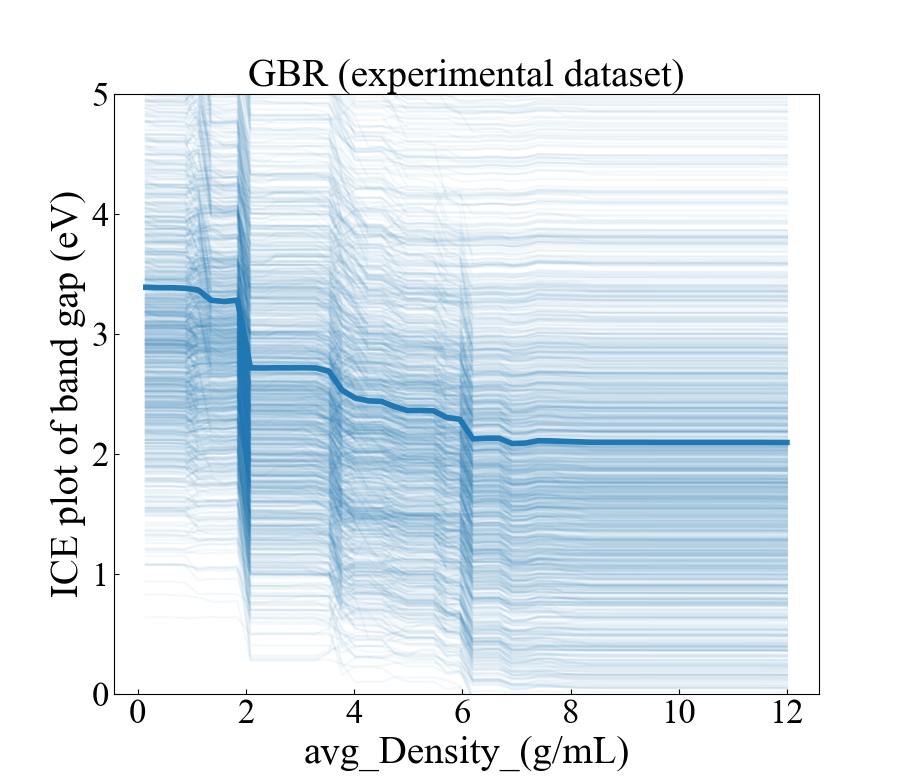 GBR (experimental dataset)
ICE plot of band gap (eV)
5
4
3
2
1
0
0 2 4 6 8 10 12
avg_Density_(g/mL)